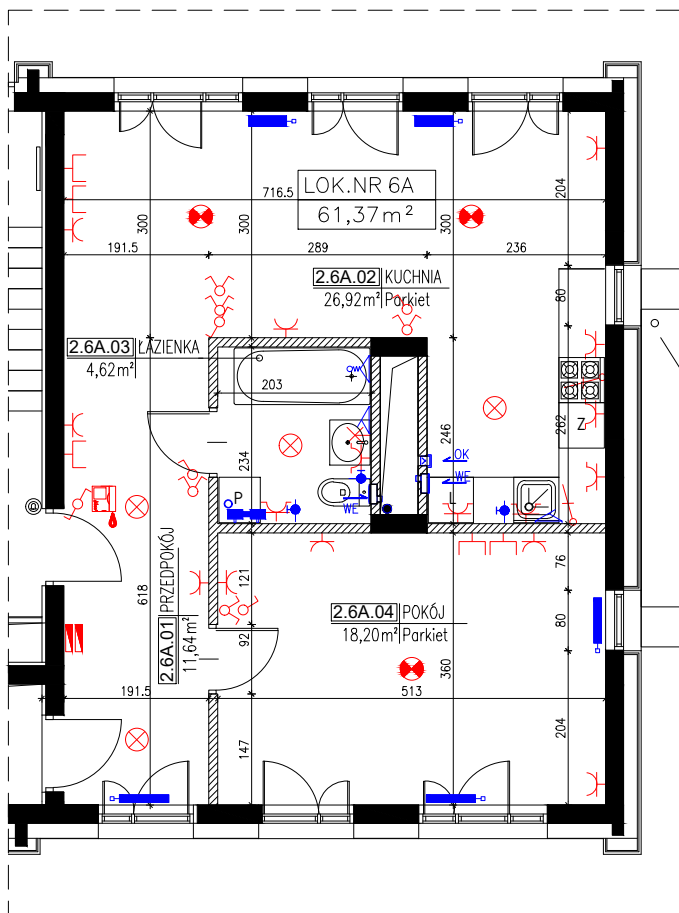 LOK.NR 6A
61,37m²
716.5
300
300
300
204
191.5
289
236
2.6A.02 KUCHNIA
26,92m² Parkiet
80
2.6A.03 ŁAZIENKA
4,62m²
203
262
Z
246
234
OK
WE
P
WE
L
L
618
2.6A.01 PRZEDPOKÓJ
11,64m²
121
76
2.6A.04 POKÓJ
18,20m² Parkiet
80
92
360
191.5
513
204
147